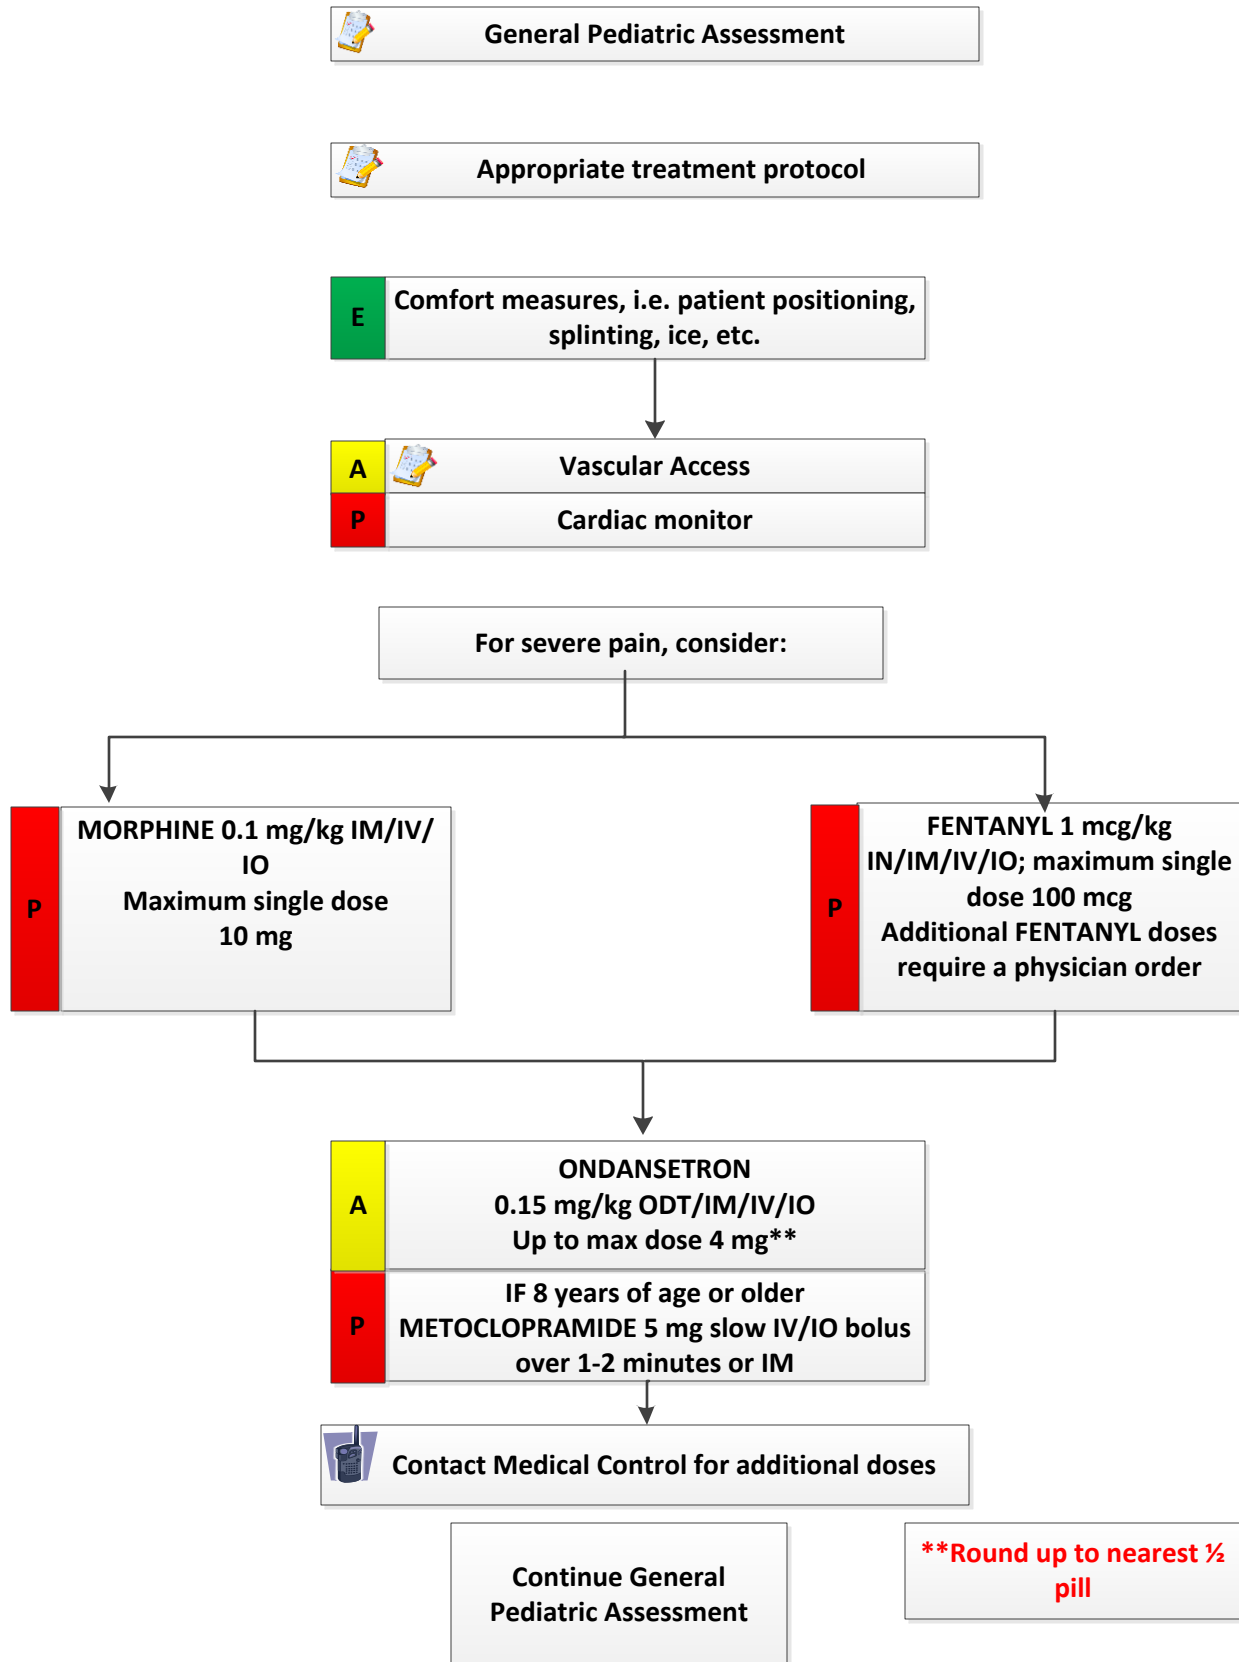 General Pediatric Assessment
Appropriate treatment protocol
E
Comfort measures, i.e. patient positioning,
splinting, ice, etc.
A
Vascular Access
P
Cardiac monitor
For severe pain, consider:
P
MORPHINE 0.1 mg/kg IM/IV/
IO
Maximum single dose
10 mg
P
FENTANYL 1 mcg/kg
IN/IM/IV/IO; maximum single
dose 100 mcg
Additional FENTANYL doses
require a physician order
A
ONDANSETRON
0.15 mg/kg ODT/IM/IV/IO
Up to max dose 4 mg**
P
IF 8 years of age or older
METOCLOPRAMIDE 5 mg slow IV/IO bolus
over 1-2 minutes or IM
Contact Medical Control for additional doses
Continue General
Pediatric Assessment
**Round up to nearest ½
pill